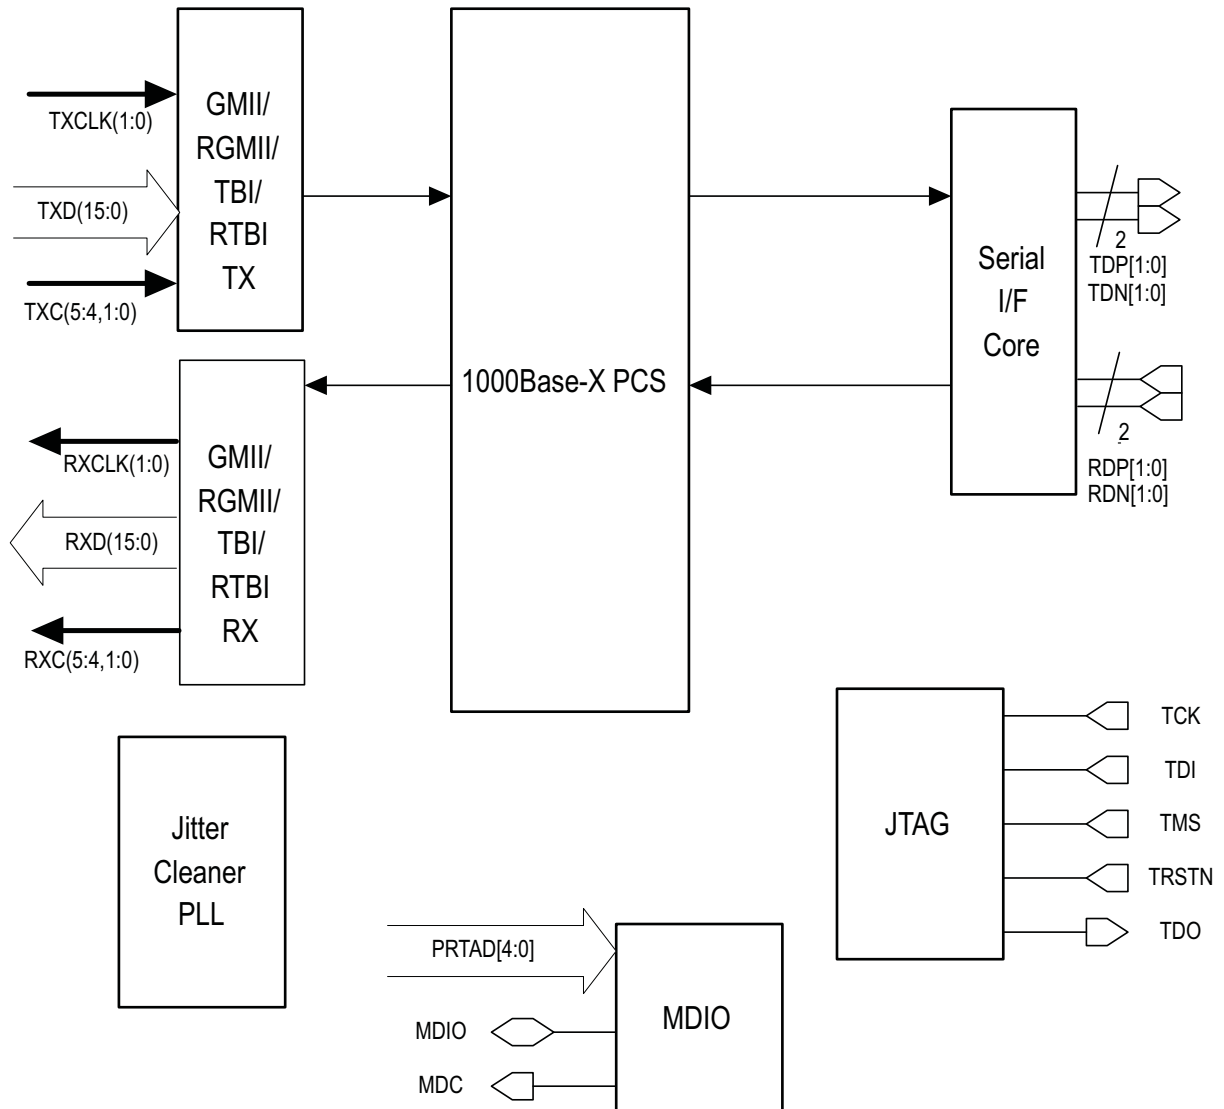 TXCLK(1:0)
TXD(15:0)
TXC(5:4,1:0)
GMII/
RGMII/
TBI/
RTBI
TX
RXCLK(1:0)
RXD(15:0)
RXC(5:4,1:0)
GMII/
RGMII/
TBI/
RTBI
RX
1000Base-X PCS
Serial
I/F
Core
2
TDP[1:0]
TDN[1:0]
2
RDP[1:0]
RDN[1:0]
Jitter
Cleaner
PLL
JTAG
TCK
TDI
TMS
TRSTN
TDO
PRTAD[4:0]
MDIO
MDC
MDIO